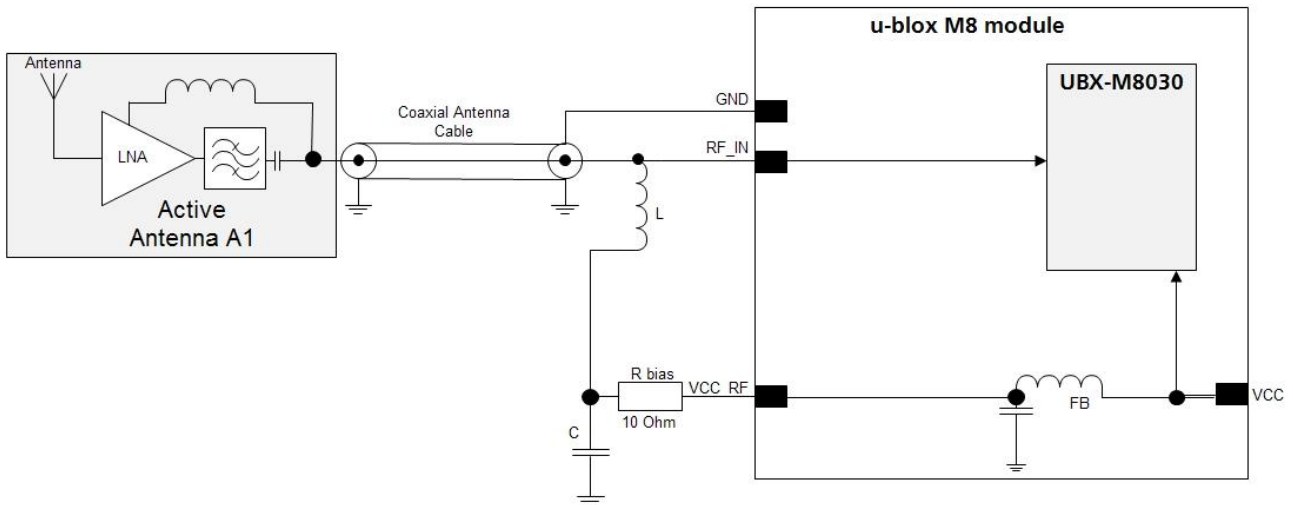 u-blox M8 module
Antenna
UBX-M8030
GND
Coaxial Antenna
Cable
RF_IN
LNA
Active
Antenna A1
L
R bias
VCC_RF
FB
VCC
10 Ohm
C